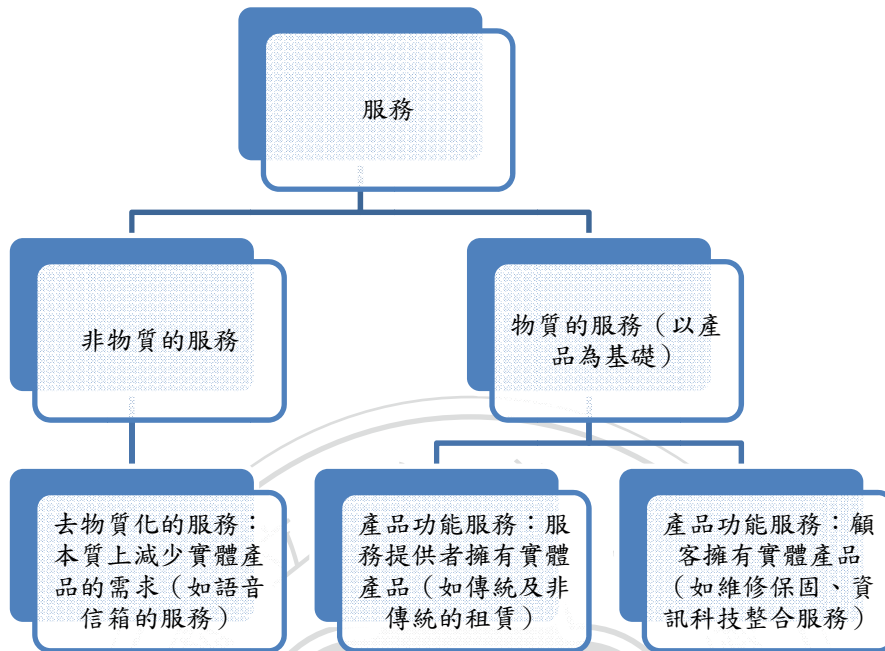 服務
非物質的服務
物質的服務（以產
品為基礎）
去物質化的服務：
本質上減少實體產
品的需求（如語音
信箱的服務）
產品功能服務：服
務提供者擁有實體
產品（如傳統及非
傳統的租賃）
產品功能服務：顧
客擁有實體產品
（如維修保固、資
訊科技整合服務）